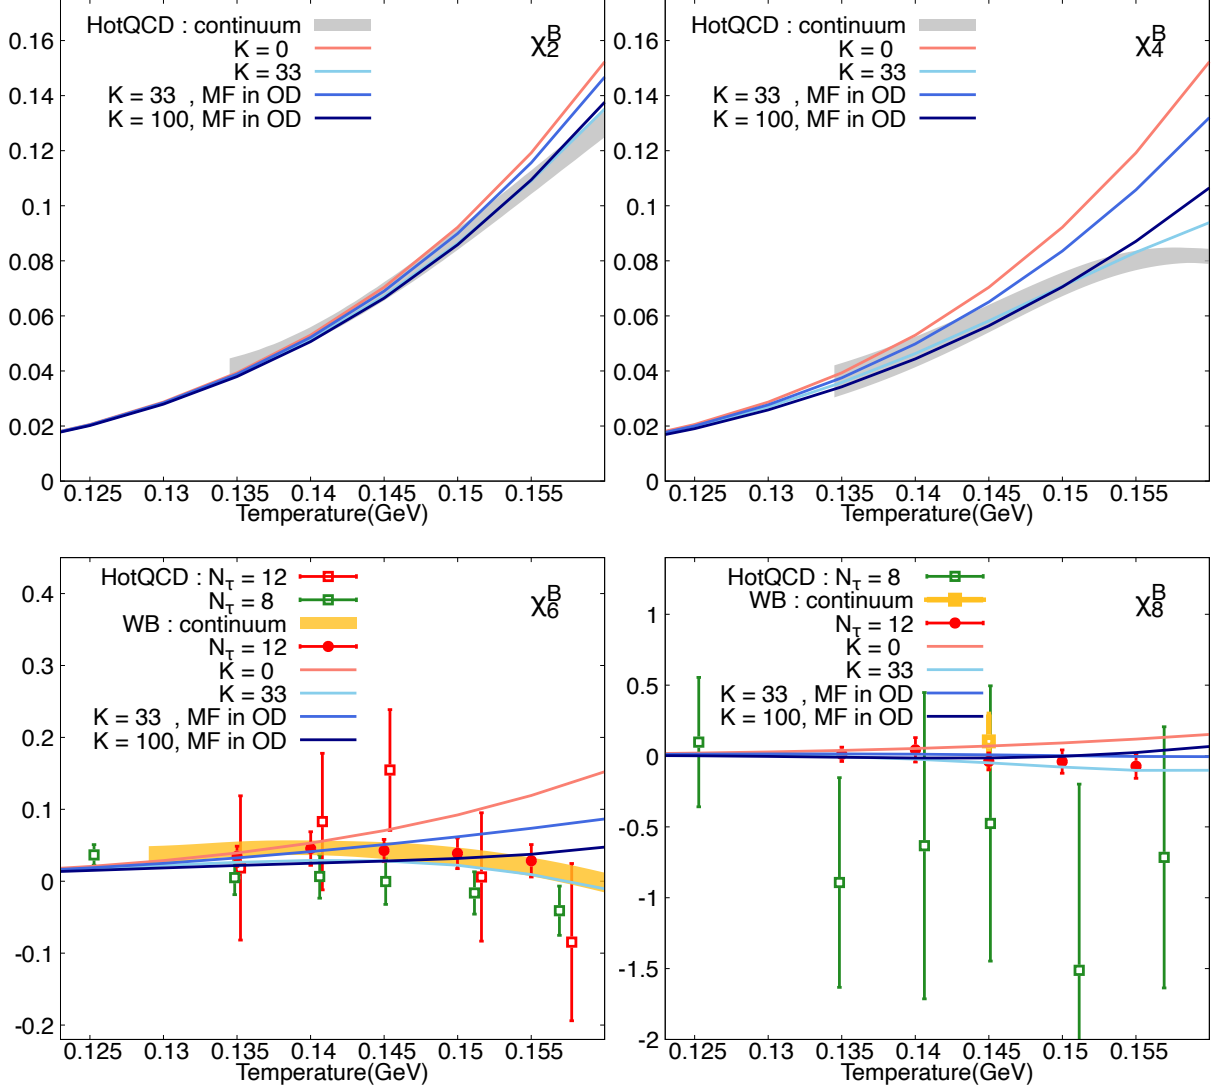 HotQCD : continuum
K = 0
K = 33
K = 33 , MF in OD
K = 100, MF in OD
χ₂ᴮ
0.16
0.14
0.12
0.1
0.08
0.06
0.04
0.02
0
0.125 0.13 0.135 0.14 0.145 0.15 0.155
Temperature(GeV)
HotQCD : continuum
K = 0
K = 33
K = 33 , MF in OD
K = 100, MF in OD
χ₄ᴮ
0.16
0.14
0.12
0.1
0.08
0.06
0.04
0.02
0
0.125 0.13 0.135 0.14 0.145 0.15 0.155
Temperature(GeV)
HotQCD : Nτ = 12
Nτ = 8
WB : continuum
Nτ = 12
K = 0
K = 33
K = 33 , MF in OD
K = 100, MF in OD
χ₆ᴮ
0.4
0.3
0.2
0.1
0
-0.1
-0.2
0.125 0.13 0.135 0.14 0.145 0.15 0.155
Temperature(GeV)
HotQCD : Nτ = 8
WB : continuum
Nτ = 12
K = 0
K = 33
K = 33 , MF in OD
K = 100, MF in OD
χ₈ᴮ
1
0.5
0
-0.5
-1
-1.5
-2
0.125 0.13 0.135 0.14 0.145 0.15 0.155
Temperature(GeV)